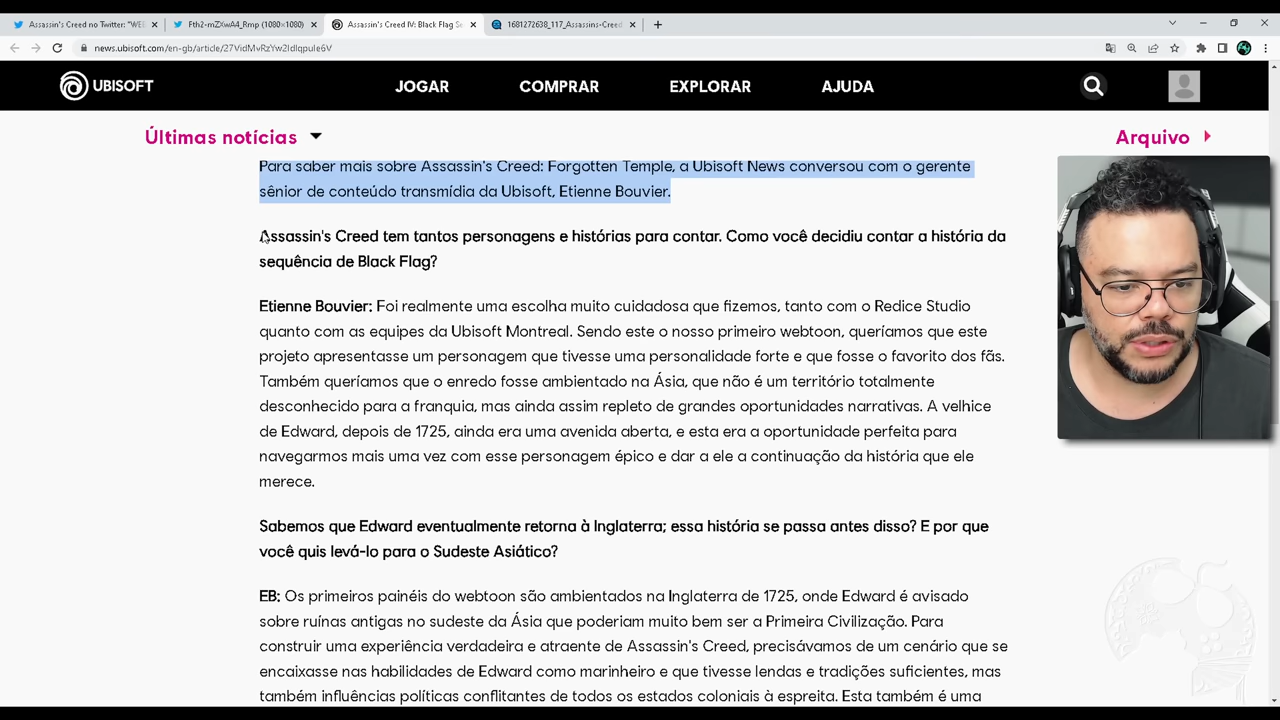 Assassin's Creed no Twitter: "WE
Fth2-mZXwAA4_Rmp (1080×1080)
Assassin's Creed IV: Black Flag Se
1681272638_117_Assassins-Creed
news.ubisoft.com/en-gb/article/
UBISOFT
JOGAR
COMPRAR
EXPLORAR
AJUDA
Últimas notícias
Arquivo
Para saber mais sobre Assassin's Creed: Forgotten Temple, a Ubisoft News conversou com o gerente
sênior de conteúdo transmídia da Ubisoft, Etienne Bouvier.
Assassin's Creed tem tantos personagens e histórias para contar. Como você decidiu contar a história da
sequência de Black Flag?
Etienne Bouvier: Foi realmente uma escolha muito cuidadosa que fizemos, tanto com o Redice Studio
quanto com as equipes da Ubisoft Montreal. Sendo este o nosso primeiro webtoon, queríamos que este
projeto apresentasse um personagem que tivesse uma personalidade forte e que fosse o favorito dos fãs.
Também queríamos que o enredo fosse ambientado na Ásia, que não é um território totalmente
desconhecido para a franquia, mas ainda assim repleto de grandes oportunidades narrativas. A velhice
de Edward, depois de 1725, ainda era uma avenida aberta, e esta era a oportunidade perfeita para
navegarmos mais uma vez com esse personagem épico e dar a ele a continuação da história que ele
merece.
Sabemos que Edward eventualmente retorna à Inglaterra; essa história se passa antes disso? E por que
você quis levá-lo para o Sudeste Asiático?
EB: Os primeiros painéis do webtoon são ambientados na Inglaterra de 1725, onde Edward é avisado
sobre ruínas antigas no sudeste da Ásia que poderiam muito bem ser a Primeira Civilização. Para
construir uma experiência verdadeira e atraente de Assassin's Creed, precisávamos de um cenário que se
encaixasse nas habilidades de Edward como marinheiro e que tivesse lendas e tradições suficientes, mas
também influências políticas conflitantes de todos os estados coloniais à espreita. Esta também é uma